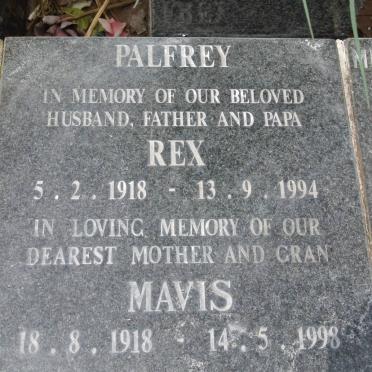 PALFREY
IN MEMORY OF OUR BELOVED
HUSBAND, FATHER AND PAPA
REX
5.2.1918 - 13.9.1994
IN LOVING MEMORY OF OUR
DEAREST MOTHER AND GRAN
MAVIS
18.8.1918 - 14.5.1998